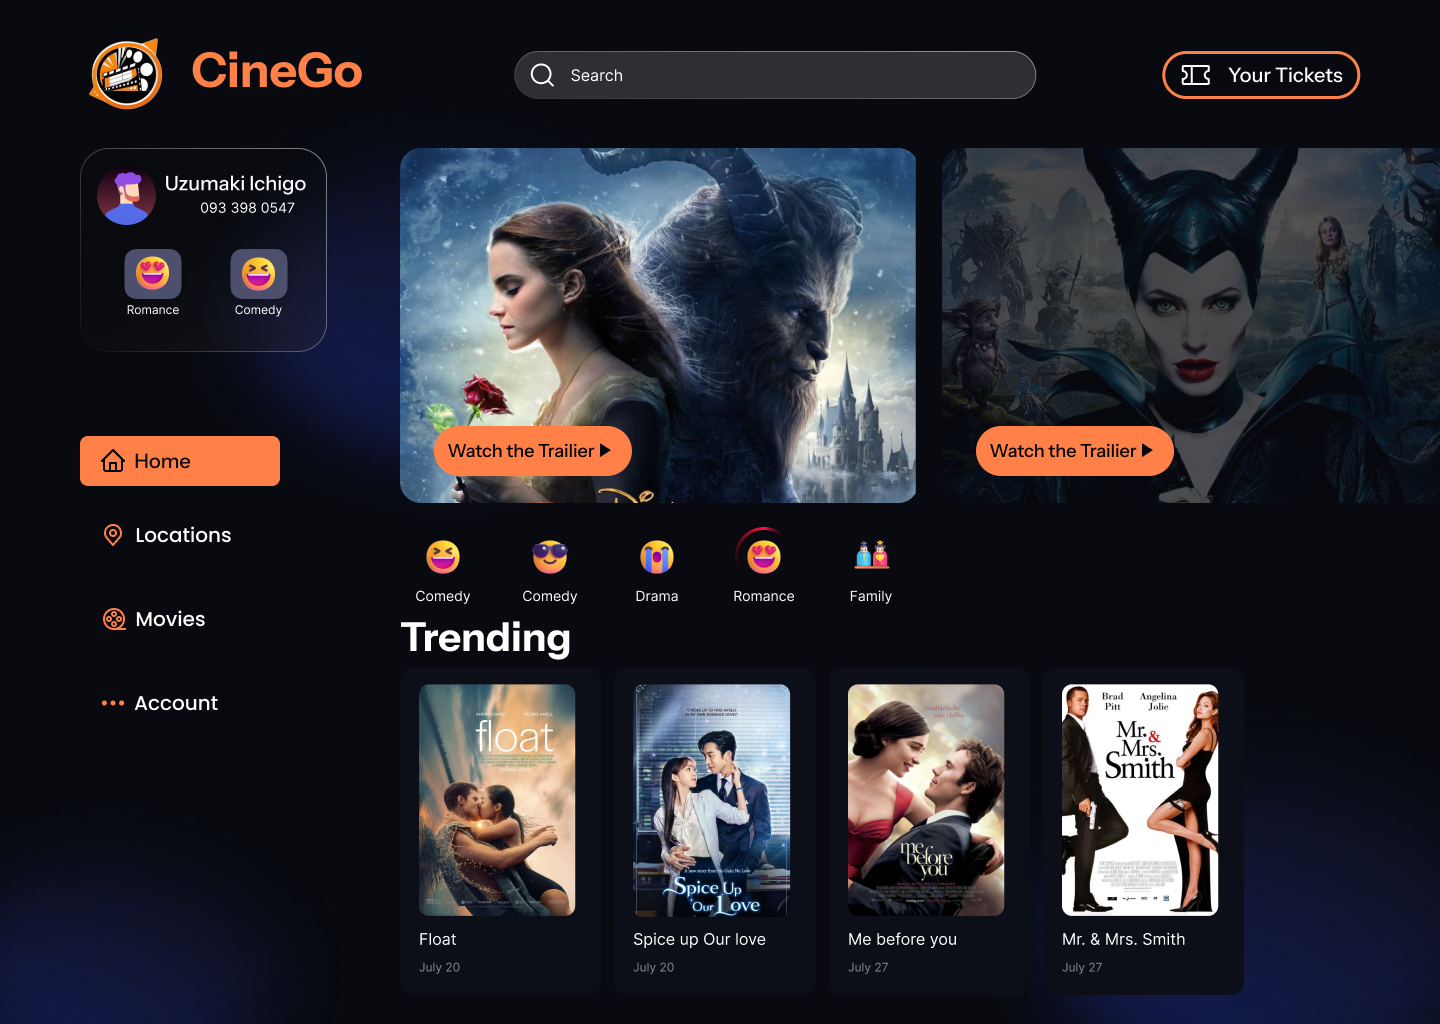 CineGo
Search
Your Tickets
Uzumaki Ichigo
093 398 0547
Romance
Comedy
Home
Locations
Movies
Account
Watch the Trailier
Watch the Trailier
Comedy
Comedy
Drama
Romance
Family
Trending
float
Spice Up
Our Love
me
before
you
Brad
Pitt
Angelina
Jolie
Mr.
&
Mrs.
Smith
Float
July 20
Spice up Our love
July 20
Me before you
July 27
Mr. & Mrs. Smith
July 27